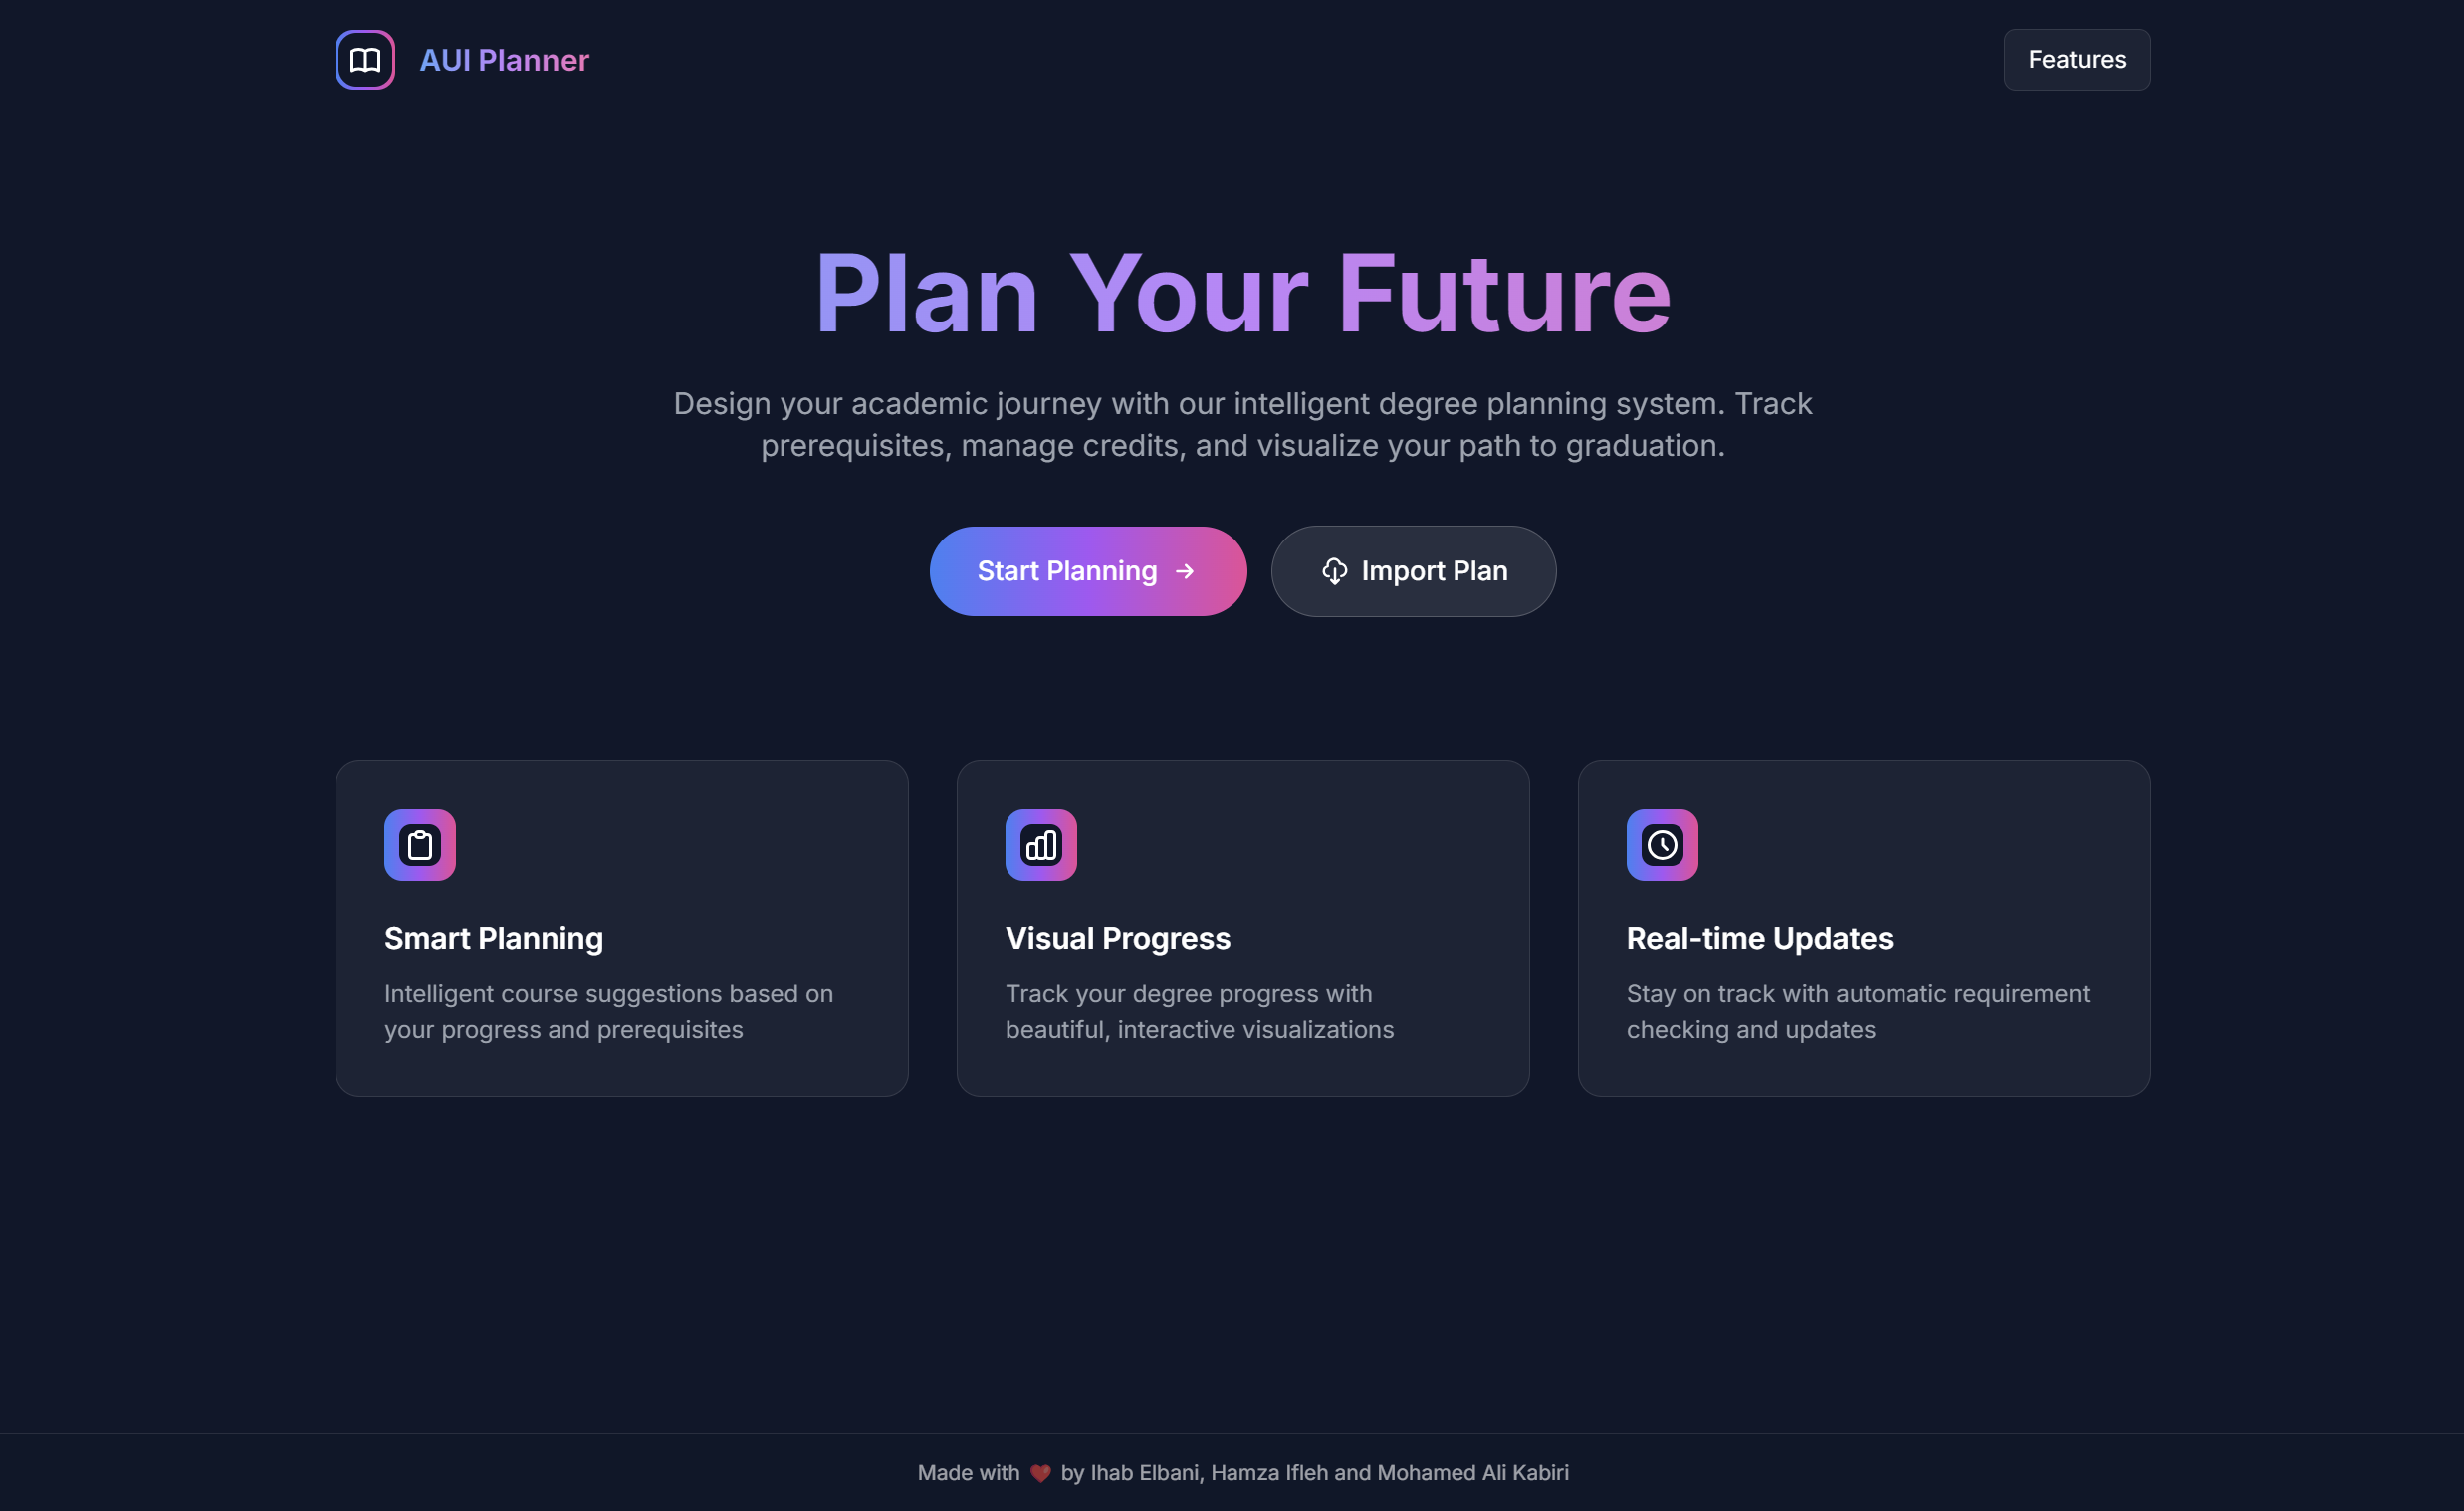 AUI Planner
Features
Plan Your Future
Design your academic journey with our intelligent degree planning system. Track
prerequisites, manage credits, and visualize your path to graduation.
Start Planning →
Import Plan
Smart Planning
Intelligent course suggestions based on
your progress and prerequisites
Visual Progress
Track your degree progress with
beautiful, interactive visualizations
Real-time Updates
Stay on track with automatic requirement
checking and updates
Made with ❤️ by Ihab Elbani, Hamza Ifleh and Mohamed Ali Kabiri